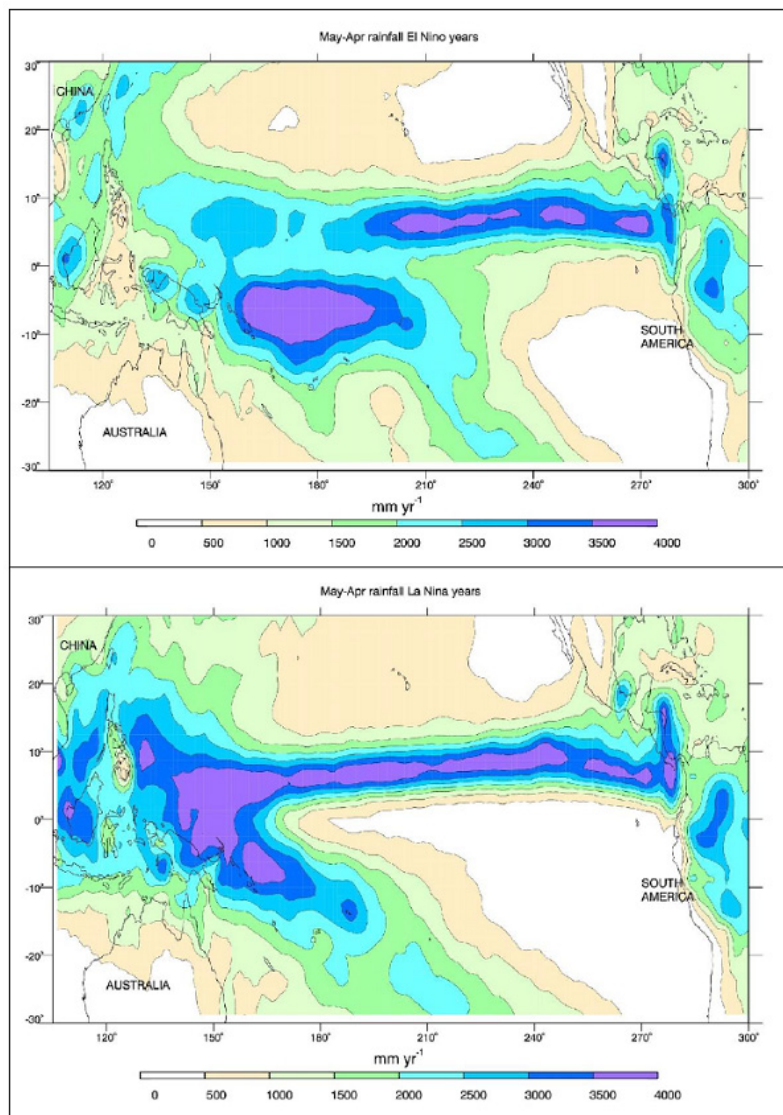 May-Apr rainfall El Nino years
30°
CHINA
20°
10°
0°
-10°
SOUTH
AMERICA
-20°
AUSTRALIA
-30°
120° 150° 180° 210° 240° 270° 300°
mm yr-1
0 500 1000 1500 2000 2500 3000 3500 4000
May-Apr rainfall La Nina years
30°
CHINA
20°
10°
0°
-10°
SOUTH
AMERICA
-20°
AUSTRALIA
-30°
120° 150° 180° 210° 240° 270° 300°
mm yr-1
0 500 1000 1500 2000 2500 3000 3500 4000